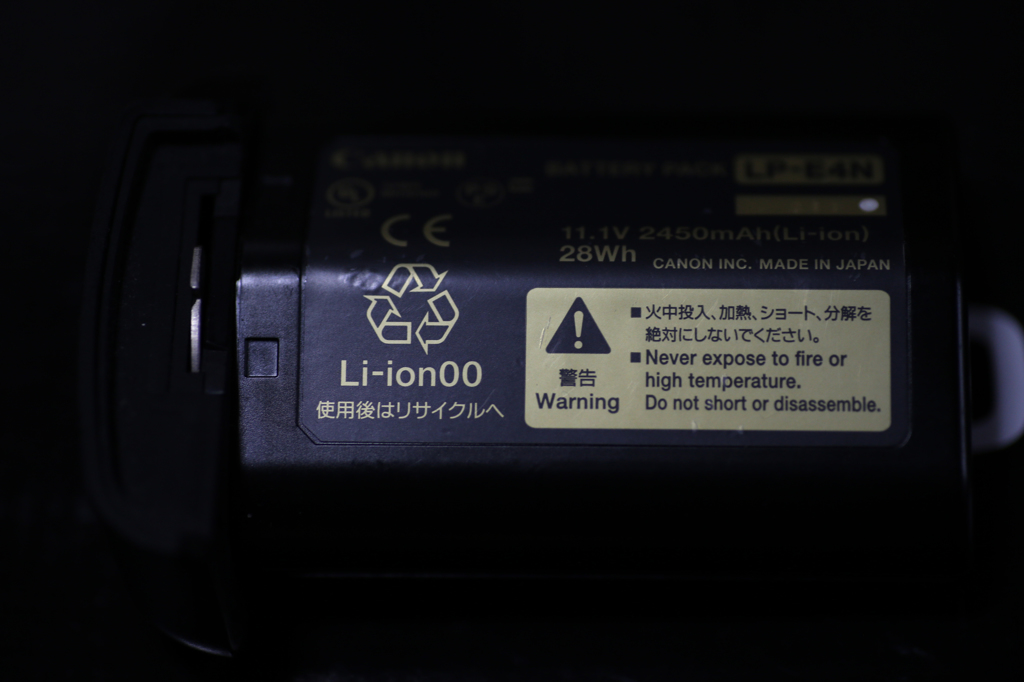 Canon
BATTERY PACK LP-E4N
LISTED
CE
11.1V 2450mAh(Li-ion)
28Wh
CANON INC. MADE IN JAPAN
Li-ion00
使用後はリサイクルへ
警告
Warning
■火中投入、加熱、ショート、分解を
絶対にしないでください。
■Never expose to fire or
high temperature.
Do not short or disassemble.